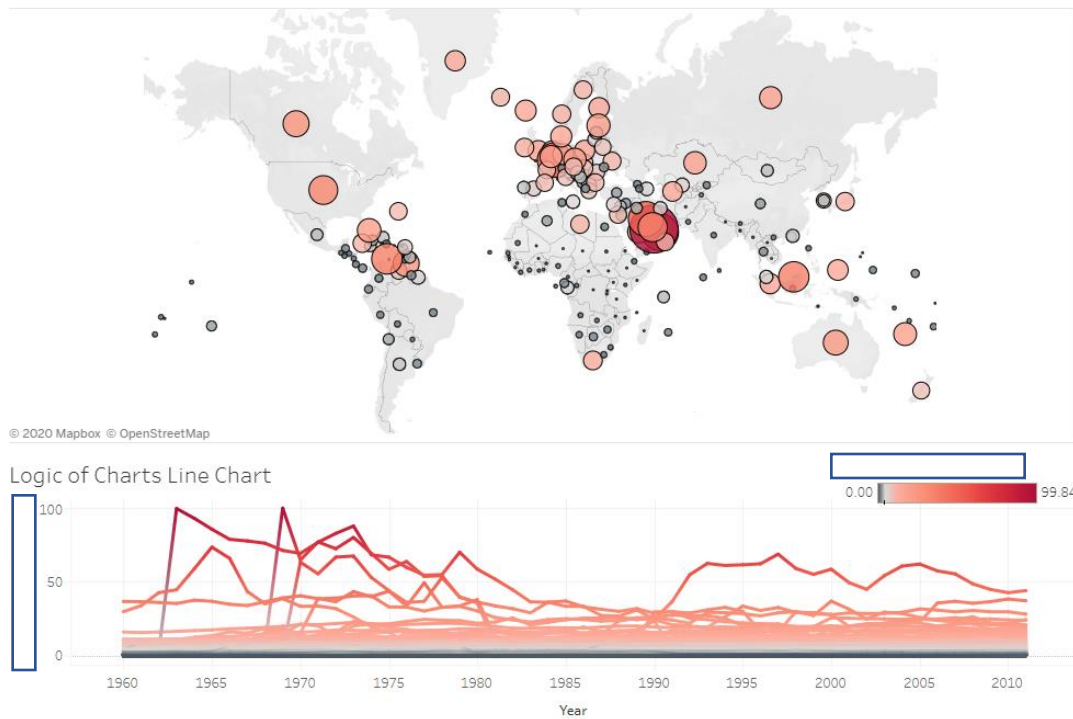 © 2020 Mapbox © OpenStreetMap
Logic of Charts Line Chart
0.00 99.84
100
50
0
1960 1965 1970 1975 1980 1985 1990 1995 2000 2005 2010
Year